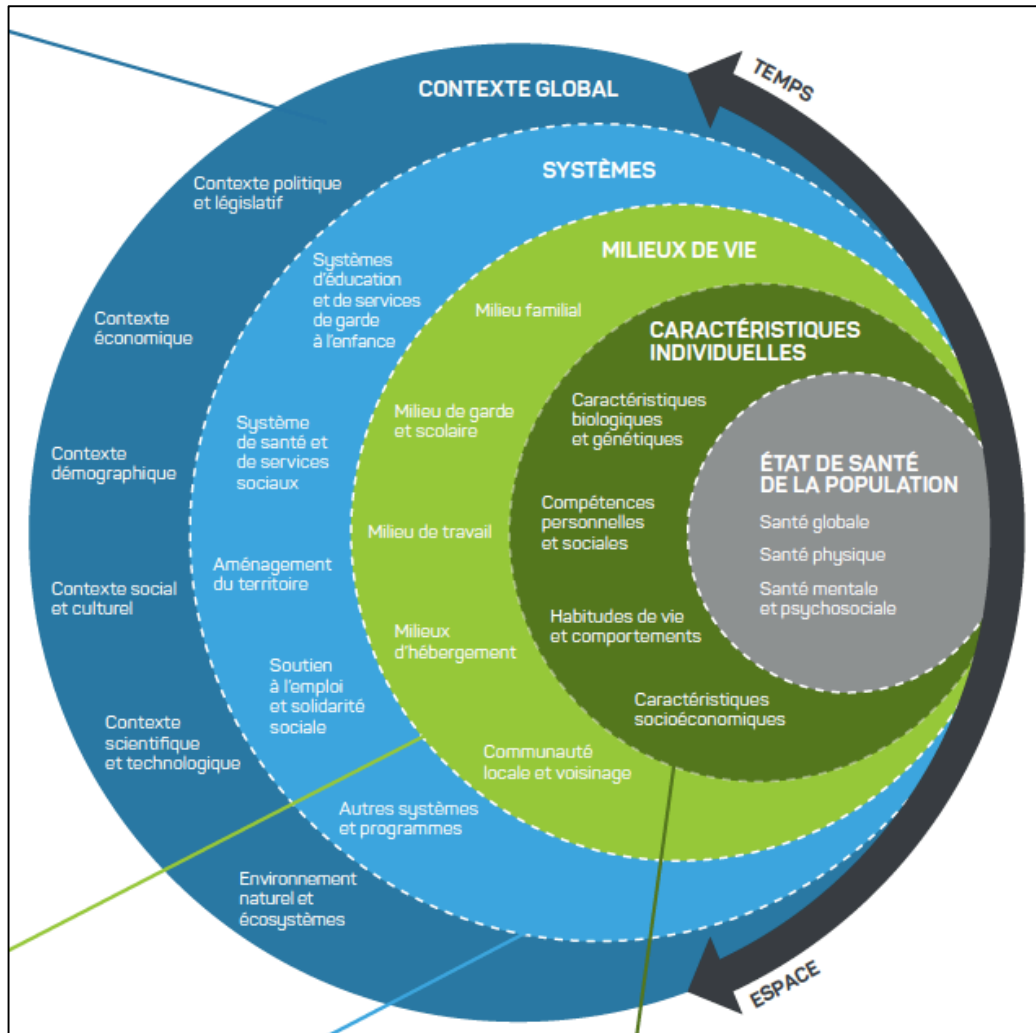 TEMPS
CONTEXTE GLOBAL
Contexte politique
et législatif
Contexte
économique
Contexte
démographique
Contexte social
et culturel
Contexte
scientifique
et technologique
Environnement
naturel et
écosystèmes
SYSTÈMES
Systèmes
d'éducation
et de services
de garde
à l'enfance
Système
de santé et
de services
sociaux
Aménagement
du territoire
Soutien
à l'emploi
et solidarité
sociale
Autres systèmes
et programmes
MILIEUX DE VIE
Milieu familial
Milieu de garde
et scolaire
Milieu de travail
Milieux
d'hébergement
Communauté
locale et voisinage
CARACTÉRISTIQUES
INDIVIDUELLES
Caractéristiques
biologiques
et génétiques
Compétences
personnelles
et sociales
Habitudes de vie
et comportements
Caractéristiques
socioéconomiques
ÉTAT DE SANTÉ
DE LA POPULATION
Santé globale
Santé physique
Santé mentale
et psychosociale
ESPACE